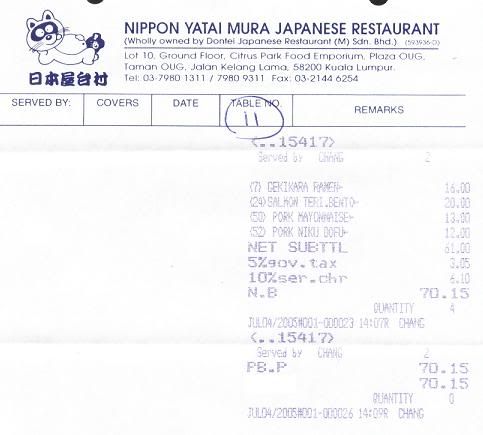 NIPPON YATAI MURA JAPANESE RESTAURANT
(Wholly owned by Dontei Japanese Restaurant (M) Sdn. Bhd.) (593936-D)
Lot 10, Ground Floor, Citrus Park Food Emporium, Plaza OUG,
Taman OUG, Jalan Kelang Lama, 58200 Kuala Lumpur.
Tel: 03-7980 1311 / 7980 9311 Fax: 03-2144 6254
日本屋台村
SERVED BY: COVERS DATE TABLE NO. REMARKS
11
<..15417>
Served by CHANG 2
(7) GEKIKARA RAMEN 16.00
(24)SALMON TERI.BENTO 20.00
(50) PORK MAYONNAISE 13.00
(52) PORK NIKU DOFU 12.00
NET SUBTTL 61.00
5%gov.tax 3.05
10%ser.chr 6.10
N.B 70.15
QUANTITY 4
JUL04/2005#001-000023 14:07R CHANG
<..15417>
Served by CHANG 2
PB.P 70.15
70.15
QUANTITY 0
JUL04/2005#001-000026 14:09R CHANG